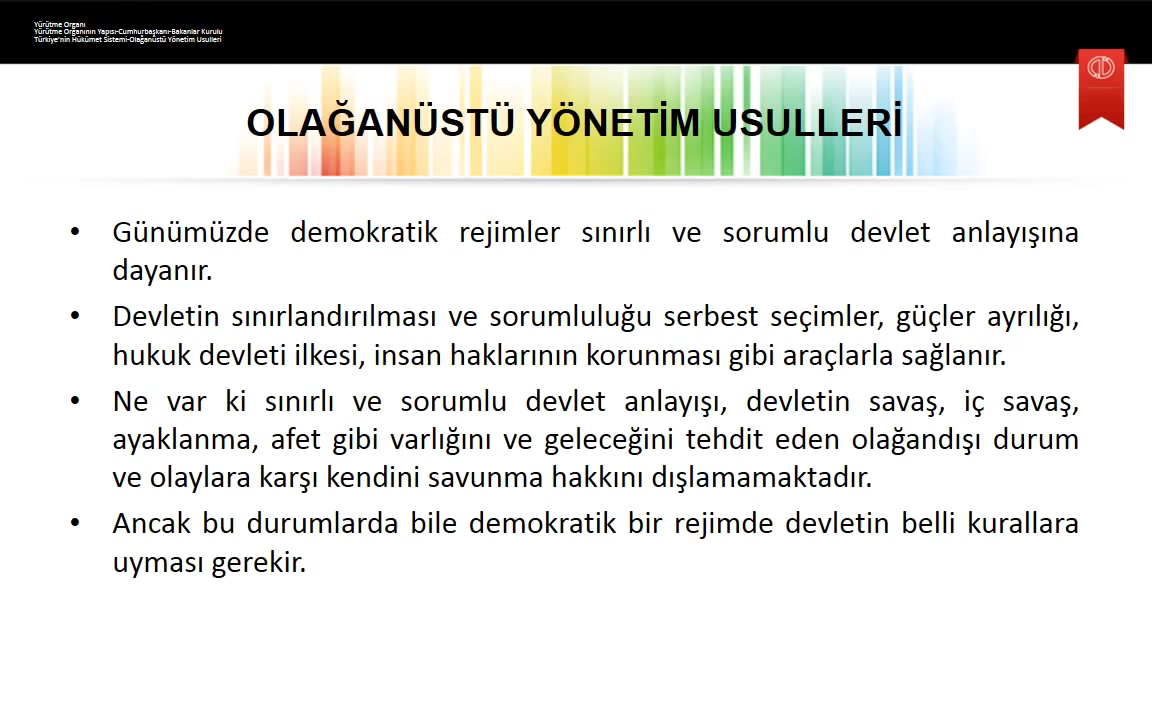 Yürütme Organı
Yürütme Organının Yapısı-Cumhurbaşkanı-Bakanlar Kurulu
Türkiye'nin Hükümet Sistemi-Olağanüstü Yönetim Usulleri
OLAĞANÜSTÜ YÖNETİM USULLERİ
• Günümüzde demokratik rejimler sınırlı ve sorumlu devlet anlayışına
dayanır.
• Devletin sınırlandırılması ve sorumluluğu serbest seçimler, güçler ayrılığı,
hukuk devleti ilkesi, insan haklarının korunması gibi araçlarla sağlanır.
• Ne var ki sınırlı ve sorumlu devlet anlayışı, devletin savaş, iç savaş,
ayaklanma, afet gibi varlığını ve geleceğini tehdit eden olağandışı durum
ve olaylara karşı kendini savunma hakkını dışlamamaktadır.
• Ancak bu durumlarda bile demokratik bir rejimde devletin belli kurallara
uyması gerekir.